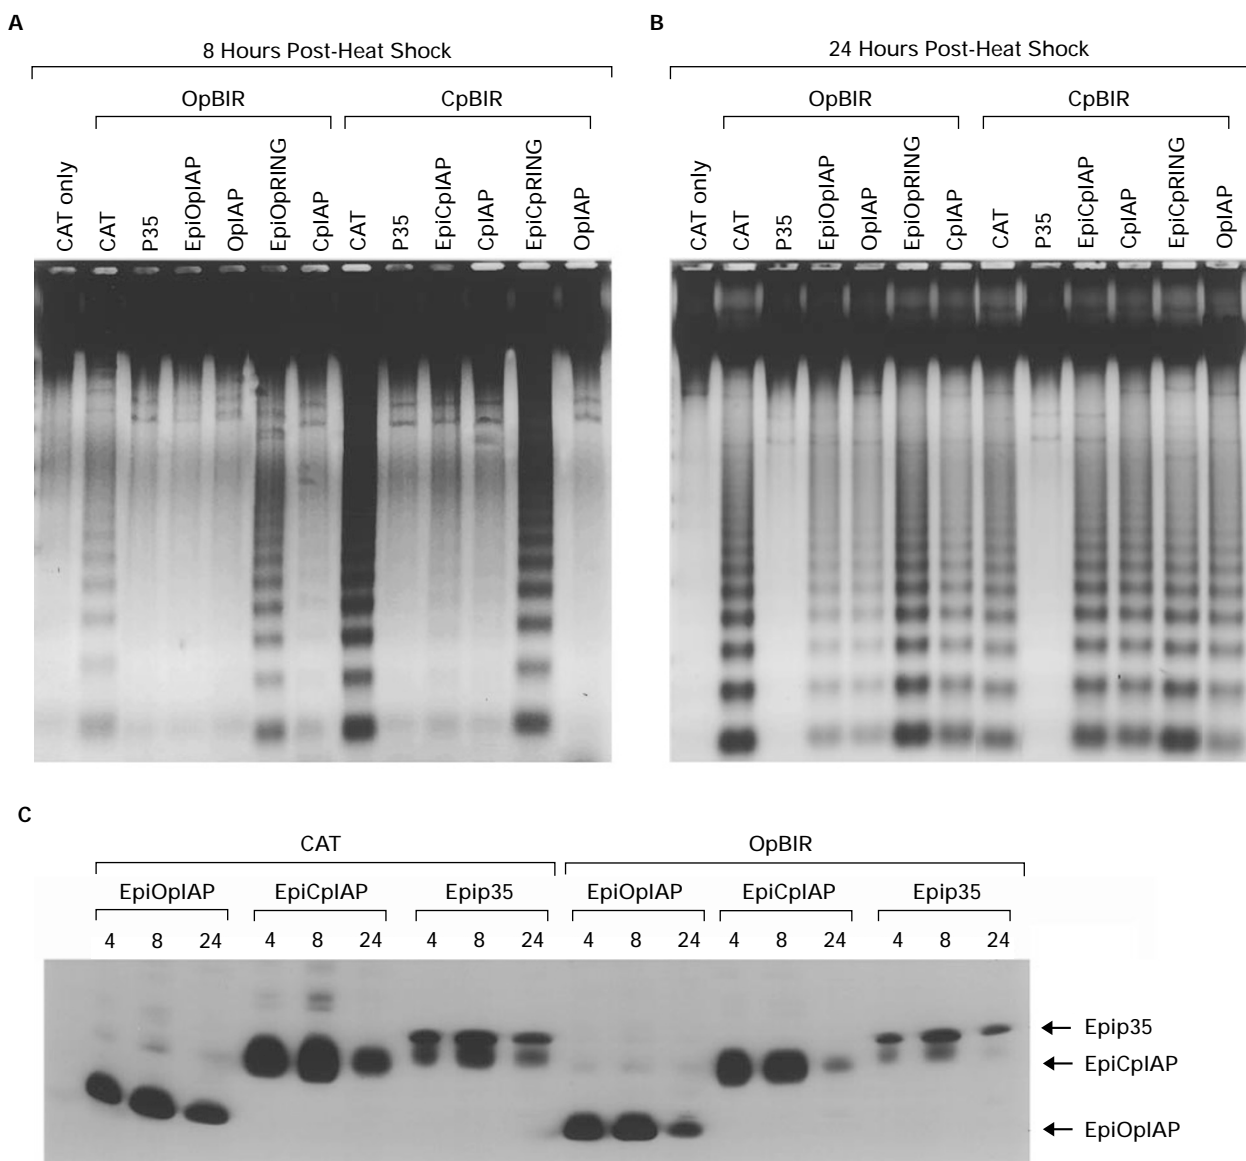 A
8 Hours Post-Heat Shock
OpBIR CpBIR
CAT only CAT P35 EpiOpIAP OpIAP EpiOpRING CpIAP CAT P35 EpiCpIAP CpIAP EpiCpRING OpIAP
B
24 Hours Post-Heat Shock
OpBIR CpBIR
CAT only CAT P35 EpiOpIAP OpIAP EpiOpRING CpIAP CAT P35 EpiCpIAP CpIAP EpiCpRING OpIAP
C
CAT OpBIR
EpiOpIAP EpiCpIAP Epip35 EpiOpIAP EpiCpIAP Epip35
4 8 24 4 8 24 4 8 24 4 8 24 4 8 24 4 8 24
Epip35
EpiCpIAP
EpiOpIAP